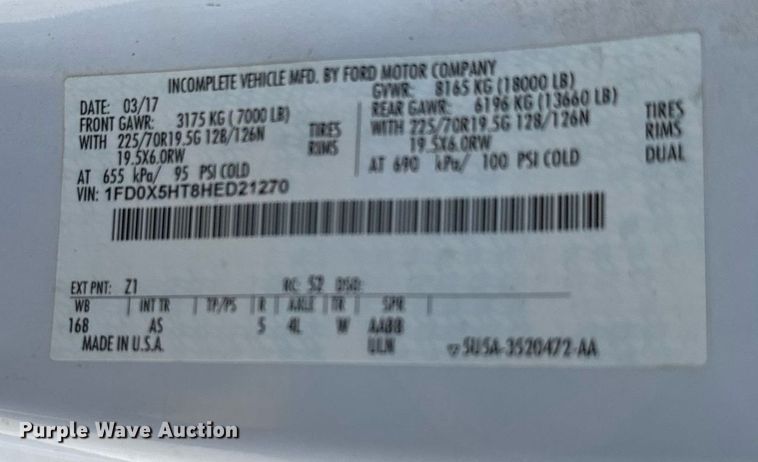 INCOMPLETE VEHICLE MFD. BY FORD MOTOR COMPANY
DATE: 03/17 GVWR: 8165 KG (18000 LB)
FRONT GAWR: 3175 KG (7000 LB) REAR GAWR: 6196 KG (13660 LB)
WITH 225/70R19.5G 128/126N TIRES WITH 225/70R19.5G 128/126N TIRES
19.5X6.0RW RIMS 19.5X6.0RW RIMS
AT 655 kPa/ 95 PSI COLD AT 690 kPa/ 100 PSI COLD DUAL
VIN: 1FD0X5HT8HED21270
EXT PNT: Z1 RC: 52 DSO:
WB INT TR TP/PS R AXLE TR SPR
168 AS 5 4L W AABB
MADE IN U.S.A. 5U5A-3520472-AA
Purple Wave Auction